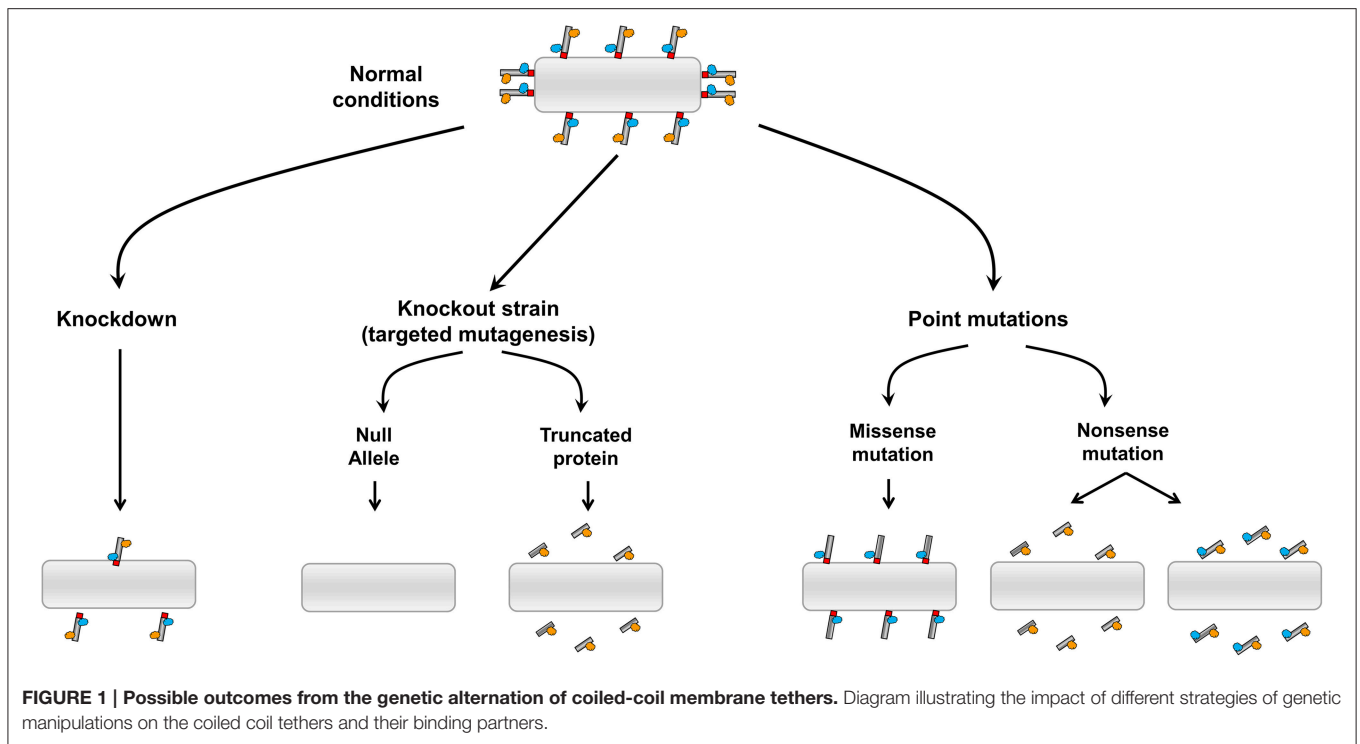 Normal
conditions
Knockdown
Knockout strain
(targeted mutagenesis)
Point mutations
Null
Allele
Truncated
protein
Missense
mutation
Nonsense
mutation
FIGURE 1 | Possible outcomes from the genetic alternation of coiled-coil membrane tethers. Diagram illustrating the impact of different strategies of genetic
manipulations on the coiled coil tethers and their binding partners.